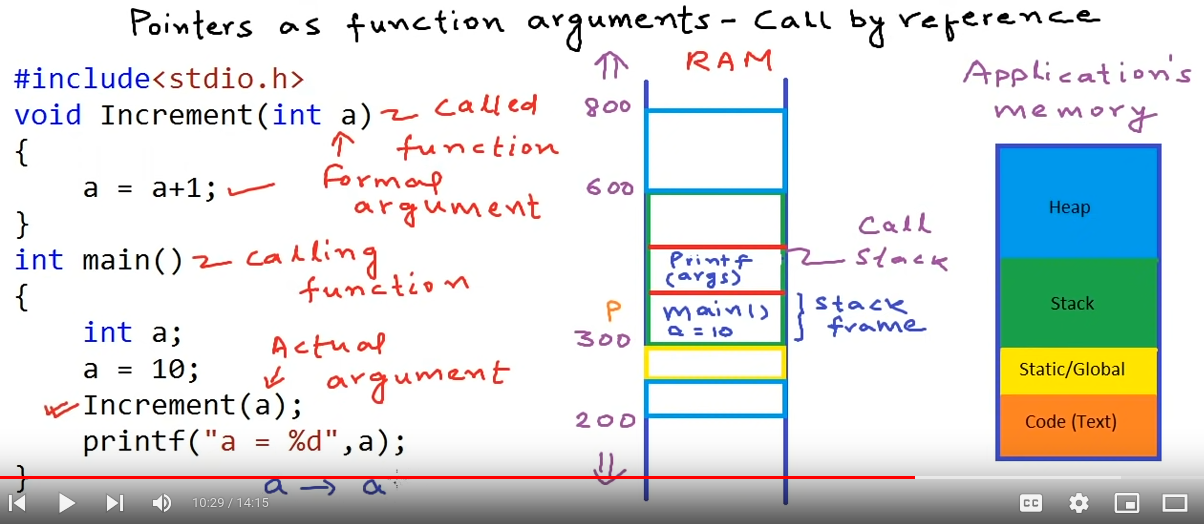 Pointers as function arguments - Call by reference
#include<stdio.h>
void Increment(int a)
called
function
{
a = a+1;
Formal
argument
}
int main()
calling
function
{
int a;
a = 10;
Actual
argument
Increment(a);
printf("a = %d",a);
}
a → a
RAM
800
600
300
200
P
Printf
(args)
main()
a = 10
Call
Stack
Stack
frame
Application's
memory
Heap
Stack
Static/Global
Code (Text)
10:29 / 14:15
CC